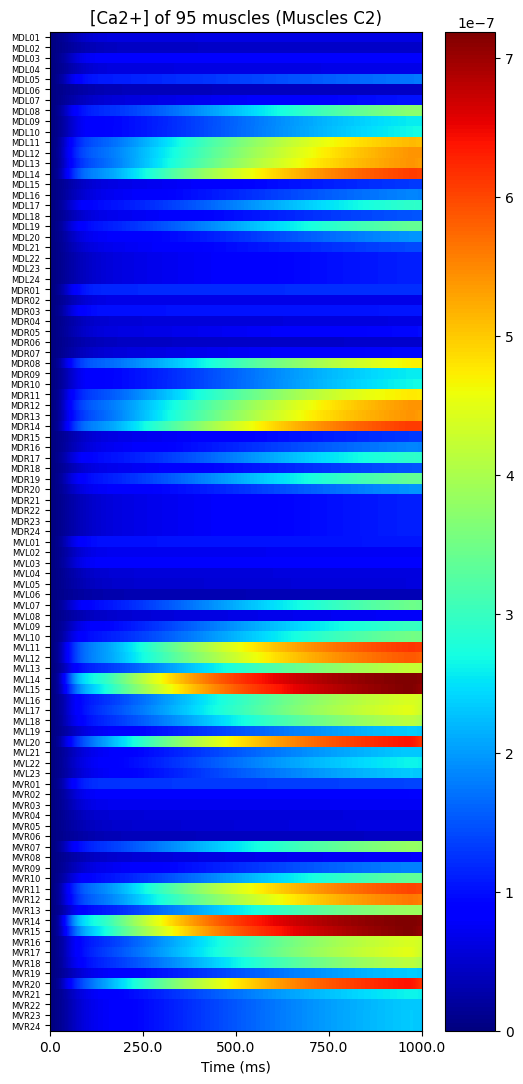 [Ca2+] of 95 muscles (Muscles C2)
1e−7
MDL01
MDL02
MDL03
MDL04
MDL05
MDL06
MDL07
MDL08
MDL09
MDL10
MDL11
MDL12
MDL13
MDL14
MDL15
MDL16
MDL17
MDL18
MDL19
MDL20
MDL21
MDL22
MDL23
MDL24
MDR01
MDR02
MDR03
MDR04
MDR05
MDR06
MDR07
MDR08
MDR09
MDR10
MDR11
MDR12
MDR13
MDR14
MDR15
MDR16
MDR17
MDR18
MDR19
MDR20
MDR21
MDR22
MDR23
MDR24
MVL01
MVL02
MVL03
MVL04
MVL05
MVL06
MVL07
MVL08
MVL09
MVL10
MVL11
MVL12
MVL13
MVL14
MVL15
MVL16
MVL17
MVL18
MVL19
MVL20
MVL21
MVL22
MVL23
MVR01
MVR02
MVR03
MVR04
MVR05
MVR06
MVR07
MVR08
MVR09
MVR10
MVR11
MVR12
MVR13
MVR14
MVR15
MVR16
MVR17
MVR18
MVR19
MVR20
MVR21
MVR22
MVR23
MVR24
0.0 250.0 500.0 750.0 1000.0
Time (ms)
7
6
5
4
3
2
1
0